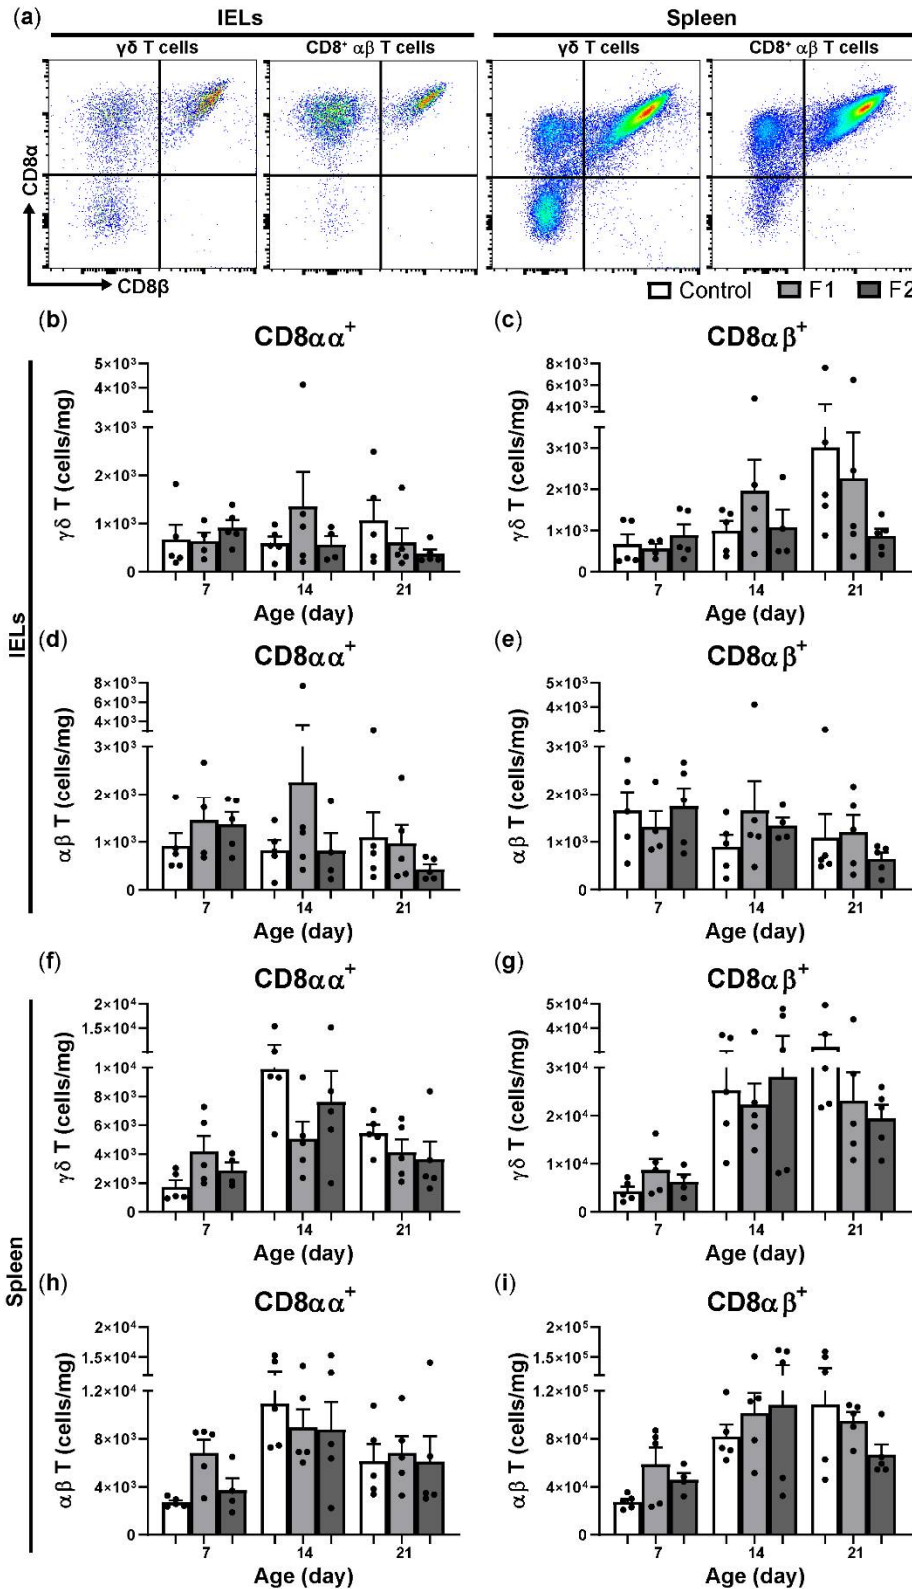 (a)
IELs
Spleen
γδ T cells
CD8⁺ αβ T cells
γδ T cells
CD8⁺ αβ T cells
CD8α
CD8β
Control
F1
F2
IELs
(b)
CD8αα⁺
γδ T (cells/mg)
5×10³
4×10³
3×10³
2×10³
1×10³
0
7
14
21
Age (day)
(c)
CD8αβ⁺
γδ T (cells/mg)
8×10³
6×10³
4×10³
3×10³
2×10³
1×10³
0
7
14
21
Age (day)
(d)
CD8αα⁺
αβ T (cells/mg)
8×10³
6×10³
4×10³
3×10³
3×10³
2×10³
1×10³
0
7
14
21
Age (day)
(e)
CD8αβ⁺
αβ T (cells/mg)
5×10³
4×10³
3×10³
2×10³
1×10³
0
7
14
21
Age (day)
Spleen
(f)
CD8αα⁺
γδ T (cells/mg)
2×10⁴
1.5×10⁴
1×10⁴
8×10³
6×10³
4×10³
2×10³
0
7
14
21
Age (day)
(g)
CD8αβ⁺
γδ T (cells/mg)
5×10⁴
4×10⁴
3×10⁴
2×10⁴
1×10⁴
0
7
14
21
Age (day)
(h)
CD8αα⁺
αβ T (cells/mg)
2×10⁴
1.5×10⁴
1.2×10⁴
8×10³
4×10³
0
7
14
21
Age (day)
(i)
CD8αβ⁺
αβ T (cells/mg)
2×10⁵
1.5×10⁵
1.2×10⁵
8×10⁴
4×10⁴
0
7
14
21
Age (day)